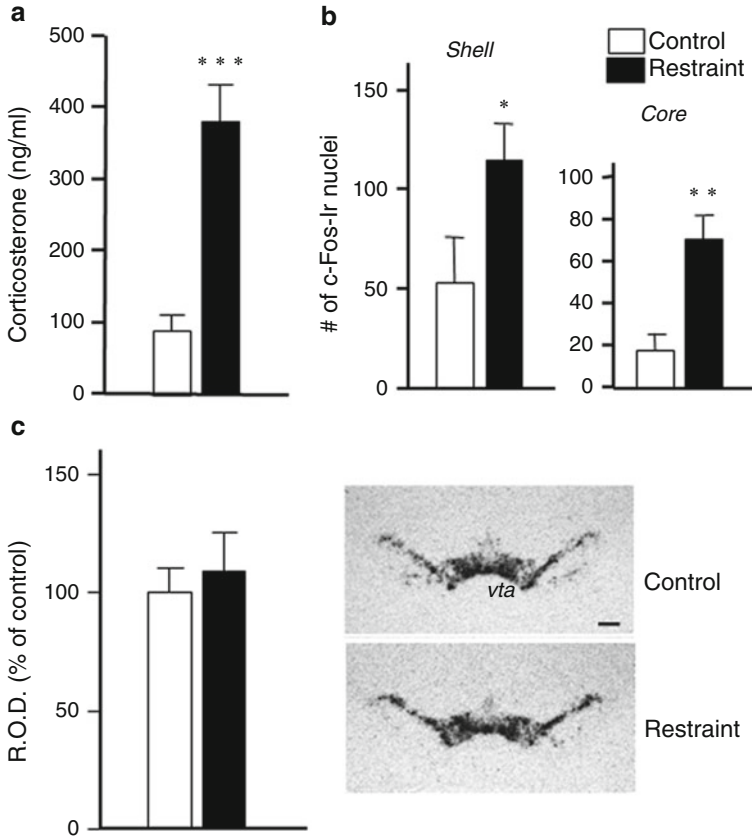 a
Corticosterone (ng/ml)
500
400
300
200
100
0
* * *
b
Shell
Control
Restraint
Core
# of c-Fos-Ir nuclei
150
100
50
0
*
100
80
60
40
20
0
* *
c
R.O.D. (% of control)
150
100
50
0
vta
Control
Restraint